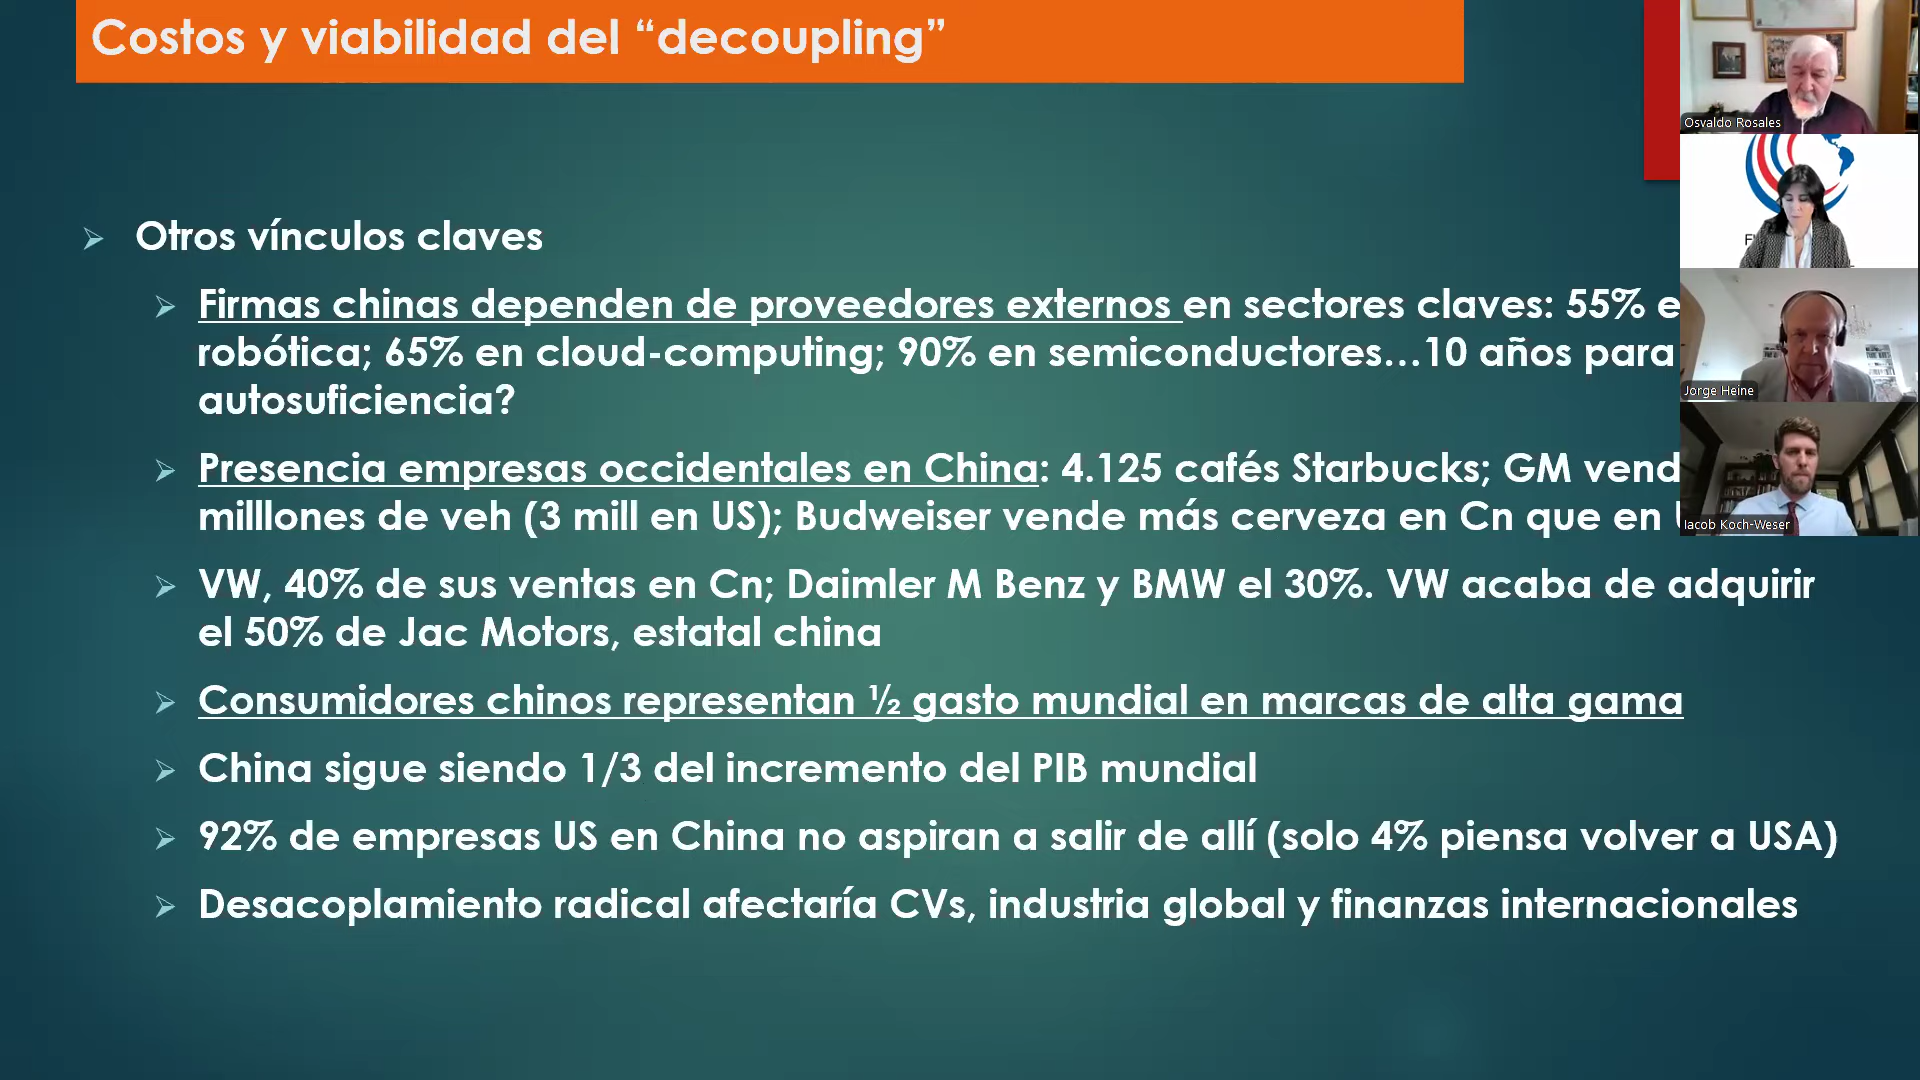 Costos y viabilidad del “decoupling”
Otros vínculos claves
Firmas chinas dependen de proveedores externos en sectores claves: 55% e
robótica; 65% en cloud-computing; 90% en semiconductores…10 años para
autosuficiencia?
Presencia empresas occidentales en China: 4.125 cafés Starbucks; GM vend
milllones de veh (3 mill en US); Budweiser vende más cerveza en Cn que en
VW, 40% de sus ventas en Cn; Daimler M Benz y BMW el 30%. VW acaba de adquirir
el 50% de Jac Motors, estatal china
Consumidores chinos representan ½ gasto mundial en marcas de alta gama
China sigue siendo 1/3 del incremento del PIB mundial
92% de empresas US en China no aspiran a salir de allí (solo 4% piensa volver a USA)
Desacoplamiento radical afectaría CVs, industria global y finanzas internacionales
Osvaldo Rosales
Jorge Heine
Jacob Koch-Weser